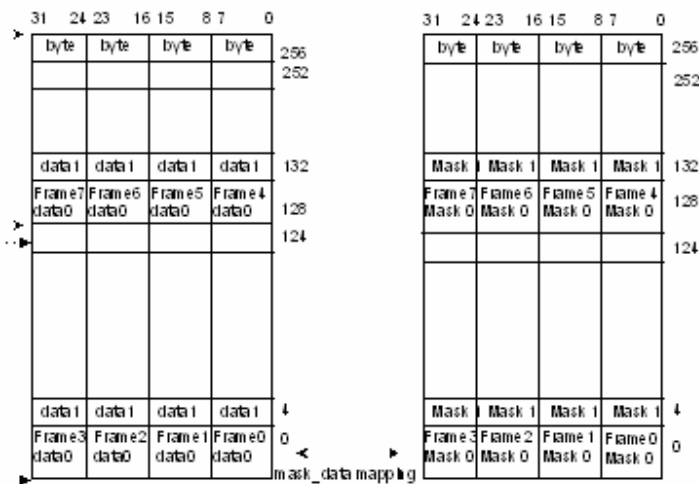 31 24 23 16 15 8 7 0
byte byte byte byte 256
252
data1 data1 data1 data1 132
Frame7 Frame6 Frame5 Frame4
data0 data0 data0 data0 128
124
data1 data1 data1 data1 4
Frame3 Frame2 Frame1 Frame0 0
data0 data0 data0 data0
mask_data mapping
31 24 23 16 15 8 7 0
byte byte byte byte 256
252
Mask 1 Mask 1 Mask 1 Mask 1 132
Frame7 Frame6 Frame5 Frame4
Mask 0 Mask 0 Mask 0 Mask 0 128
124
Mask 1 Mask 1 Mask 1 Mask 1 4
Frame3 Frame2 Frame1 Frame0
Mask 0 Mask 0 Mask 0 Mask 0 0